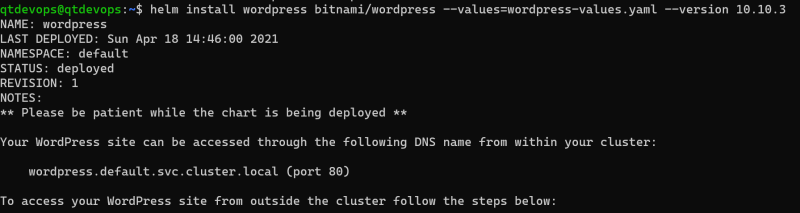 qtdevops@qtdevops:~$ helm install wordpress bitnami/wordpress --values=wordpress-values.yaml --version 10.10.3
NAME: wordpress
LAST DEPLOYED: Sun Apr 18 14:46:00 2021
NAMESPACE: default
STATUS: deployed
REVISION: 1
NOTES:
** Please be patient while the chart is being deployed **
Your WordPress site can be accessed through the following DNS name from within your cluster:
wordpress.default.svc.cluster.local (port 80)
To access your WordPress site from outside the cluster follow the steps below: